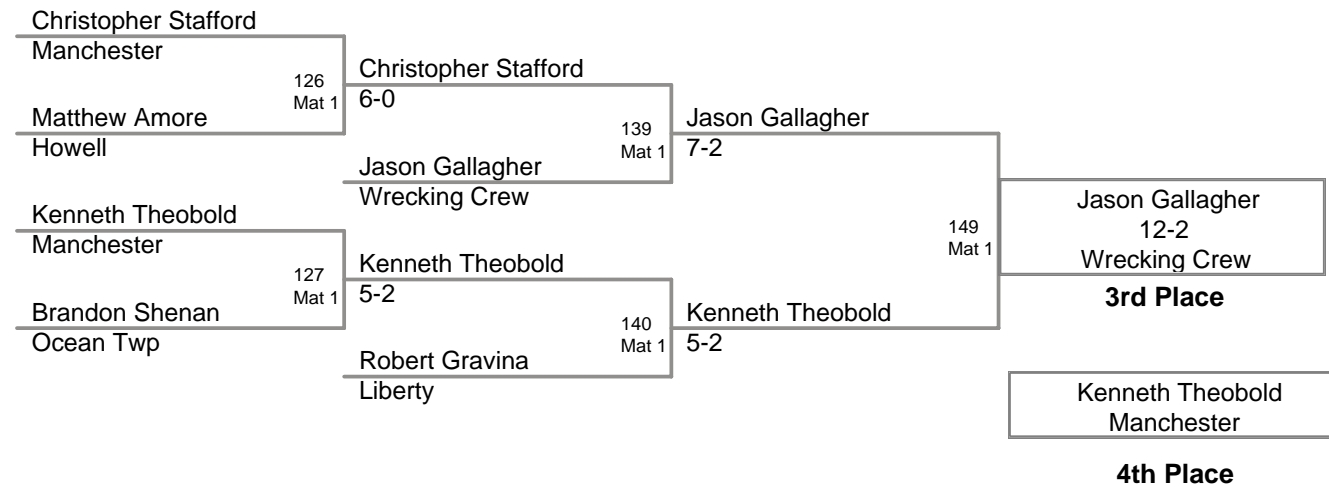 Christopher Stafford
Manchester
126
Mat 1
Matthew Amore
Howell
Christopher Stafford
6-0
Jason Gallagher
Wrecking Crew
139
Mat 1
Jason Gallagher
7-2
Kenneth Theobold
Manchester
127
Mat 1
Brandon Shenan
Ocean Twp
Kenneth Theobold
5-2
Robert Gravina
Liberty
140
Mat 1
Kenneth Theobold
5-2
149
Mat 1
Jason Gallagher
12-2
Wrecking Crew
3rd Place
Kenneth Theobold
Manchester
4th Place